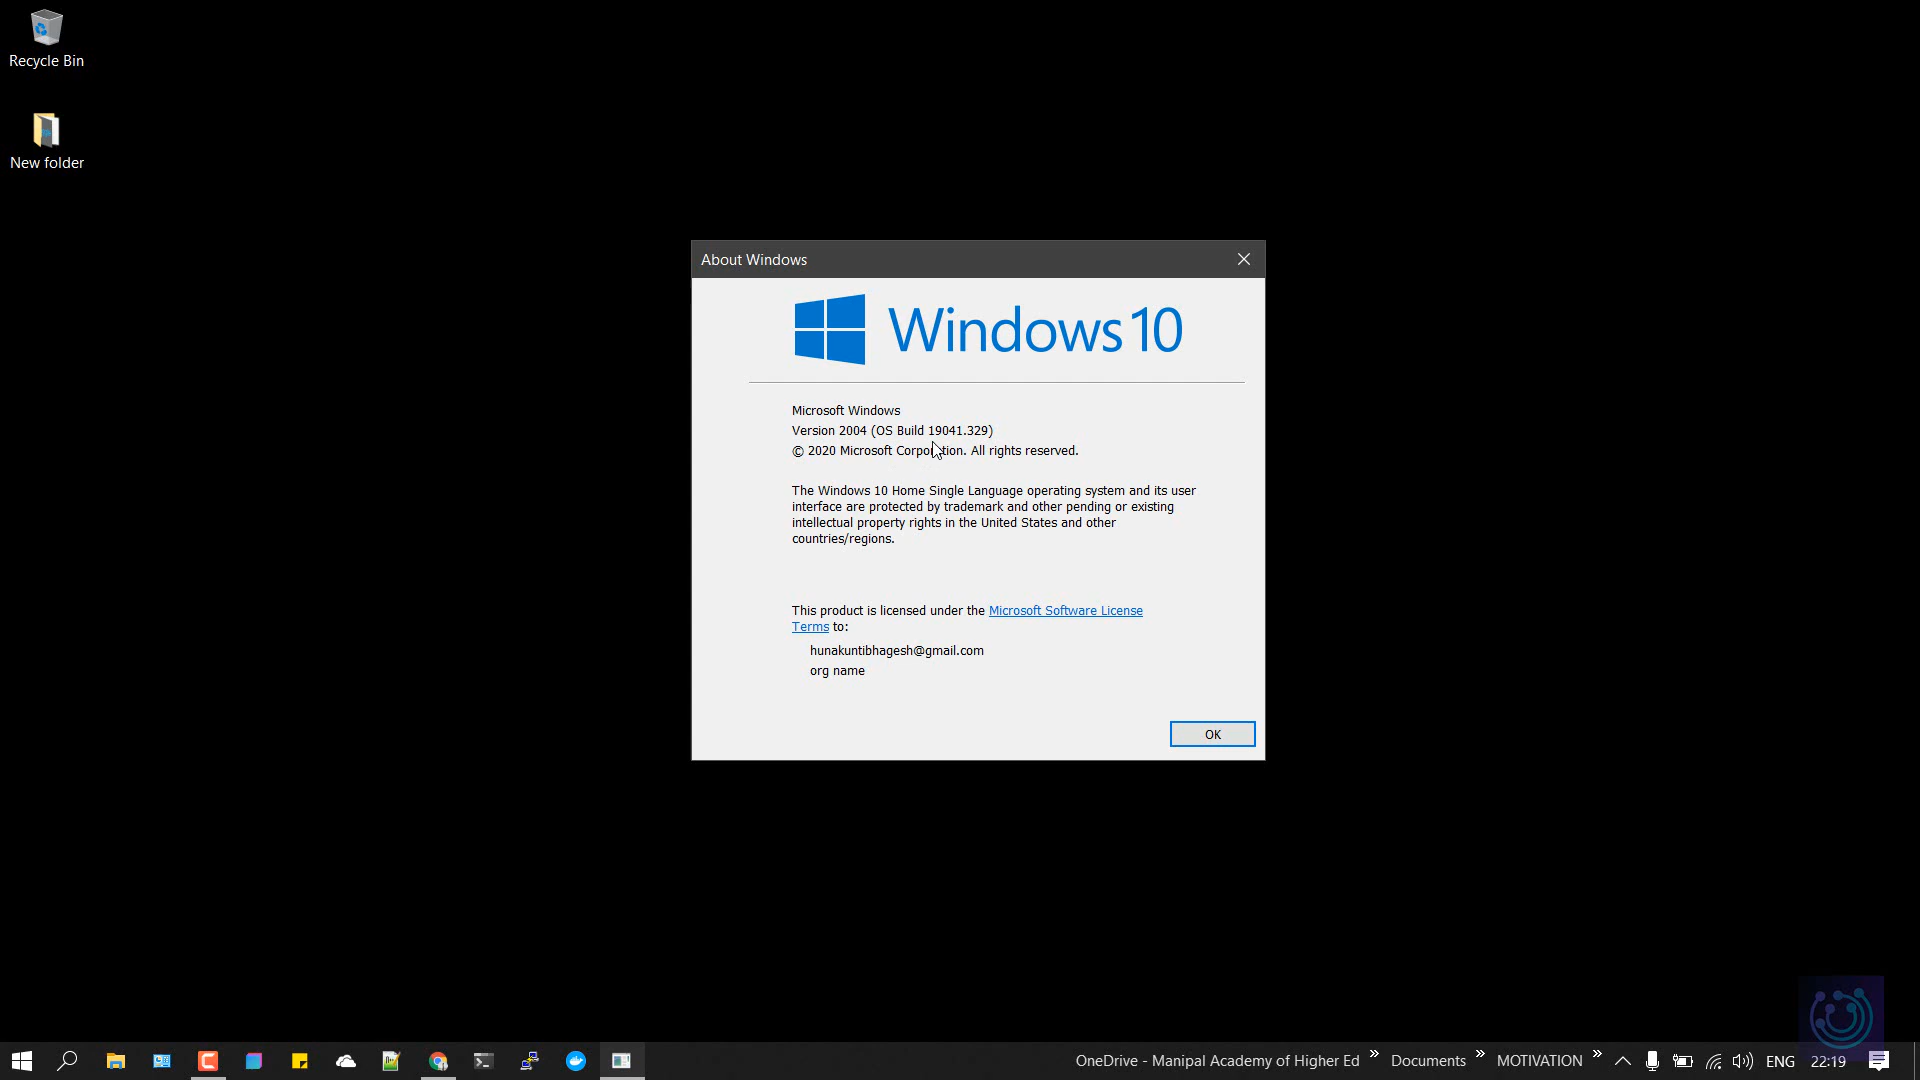 Recycle Bin
New folder
About Windows
Windows 10
Microsoft Windows
Version 2004 (OS Build 19041.329)
© 2020 Microsoft Corporation. All rights reserved.
The Windows 10 Home Single Language operating system and its user
interface are protected by trademark and other pending or existing
intellectual property rights in the United States and other
countries/regions.
This product is licensed under the Microsoft Software License
Terms to:
hunakuntibhagesh@gmail.com
org name
OK
OneDrive - Manipal Academy of Higher Ed » Documents » MOTIVATION » ENG 22:19